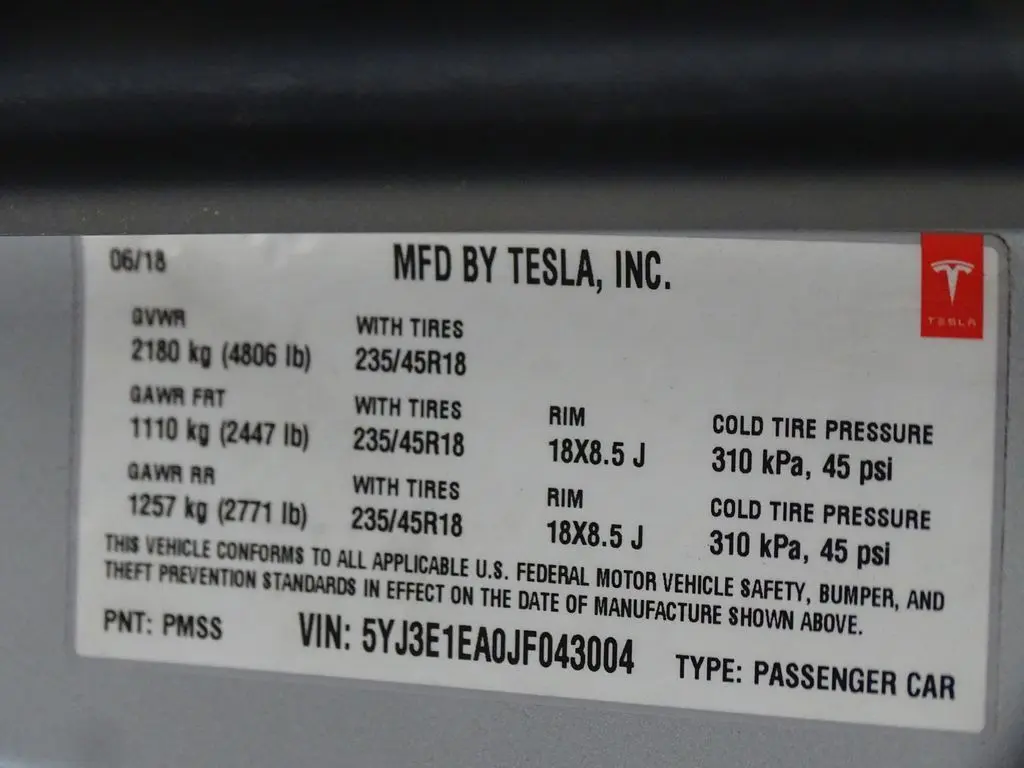 06/18
MFD BY TESLA, INC.
TESLA
GVWR
2180 kg (4806 lb)
WITH TIRES
235/45R18
GAWR FRT
1110 kg (2447 lb)
WITH TIRES
235/45R18
RIM
18X8.5 J
COLD TIRE PRESSURE
310 kPa, 45 psi
GAWR RR
1257 kg (2771 lb)
WITH TIRES
235/45R18
RIM
18X8.5 J
COLD TIRE PRESSURE
310 kPa, 45 psi
THIS VEHICLE CONFORMS TO ALL APPLICABLE U.S. FEDERAL MOTOR VEHICLE SAFETY, BUMPER, AND
THEFT PREVENTION STANDARDS IN EFFECT ON THE DATE OF MANUFACTURE SHOWN ABOVE.
PNT: PMSS
VIN: 5YJ3E1EA0JF043004
TYPE: PASSENGER CAR